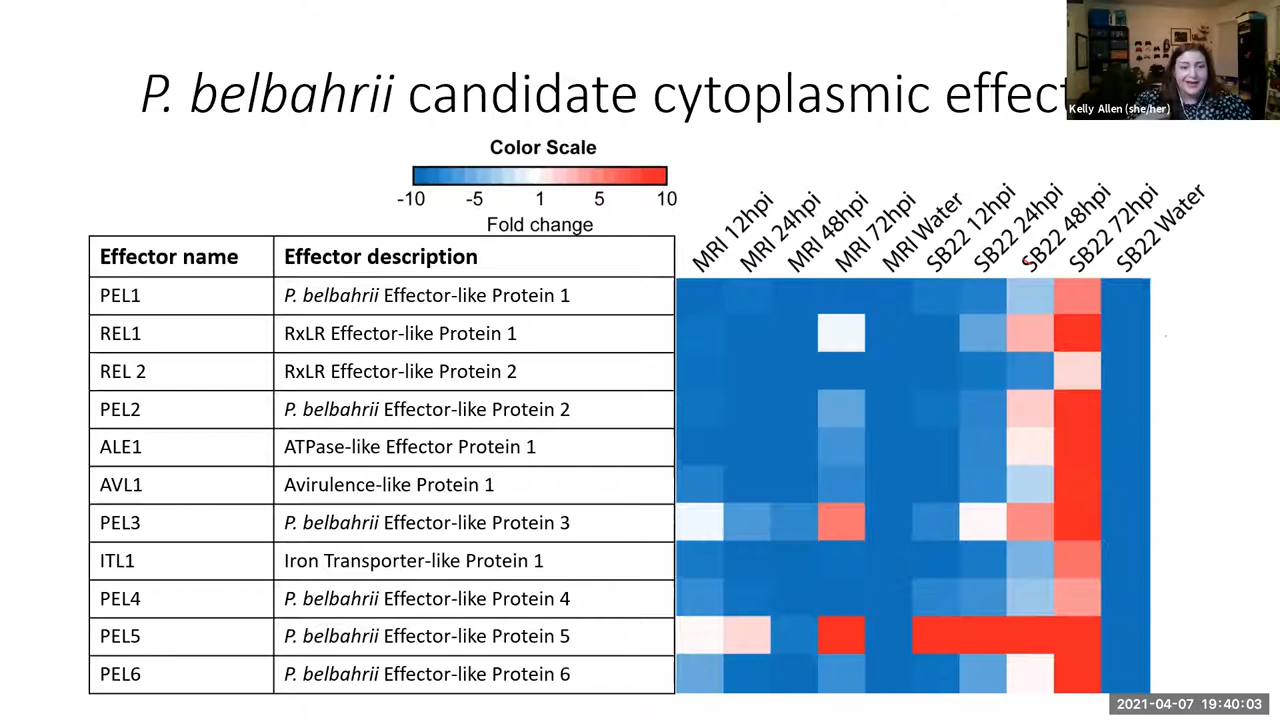 P. belbahrii candidate cytoplasmic effect
Kelly Allen (she/her)
Color Scale
-10 -5 1 5 10
Fold change
MRI 12hpi
MRI 24hpi
MRI 48hpi
MRI 72hpi
MRI Water
SB22 12hpi
SB22 24hpi
SB22 48hpi
SB22 72hpi
SB22 Water
Effector name Effector description
PEL1 P. belbahrii Effector-like Protein 1
REL1 RxLR Effector-like Protein 1
REL 2 RxLR Effector-like Protein 2
PEL2 P. belbahrii Effector-like Protein 2
ALE1 ATPase-like Effector Protein 1
AVL1 Avirulence-like Protein 1
PEL3 P. belbahrii Effector-like Protein 3
ITL1 Iron Transporter-like Protein 1
PEL4 P. belbahrii Effector-like Protein 4
PEL5 P. belbahrii Effector-like Protein 5
PEL6 P. belbahrii Effector-like Protein 6
2021-04-07 19:40:03